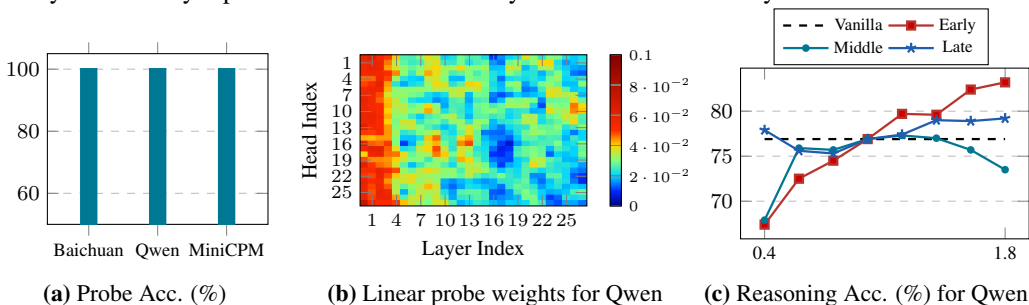 Vanilla
Early
Middle
Late
100
80
60
Baichuan Qwen MiniCPM
(a) Probe Acc. (%)
Head Index
1
4
7
10
13
16
19
22
25
1 4 7 10 13 16 19 22 25
Layer Index
0.1
8 · 10⁻²
6 · 10⁻²
4 · 10⁻²
2 · 10⁻²
0
(b) Linear probe weights for Qwen
80
75
70
0.4 1.8
(c) Reasoning Acc. (%) for Qwen